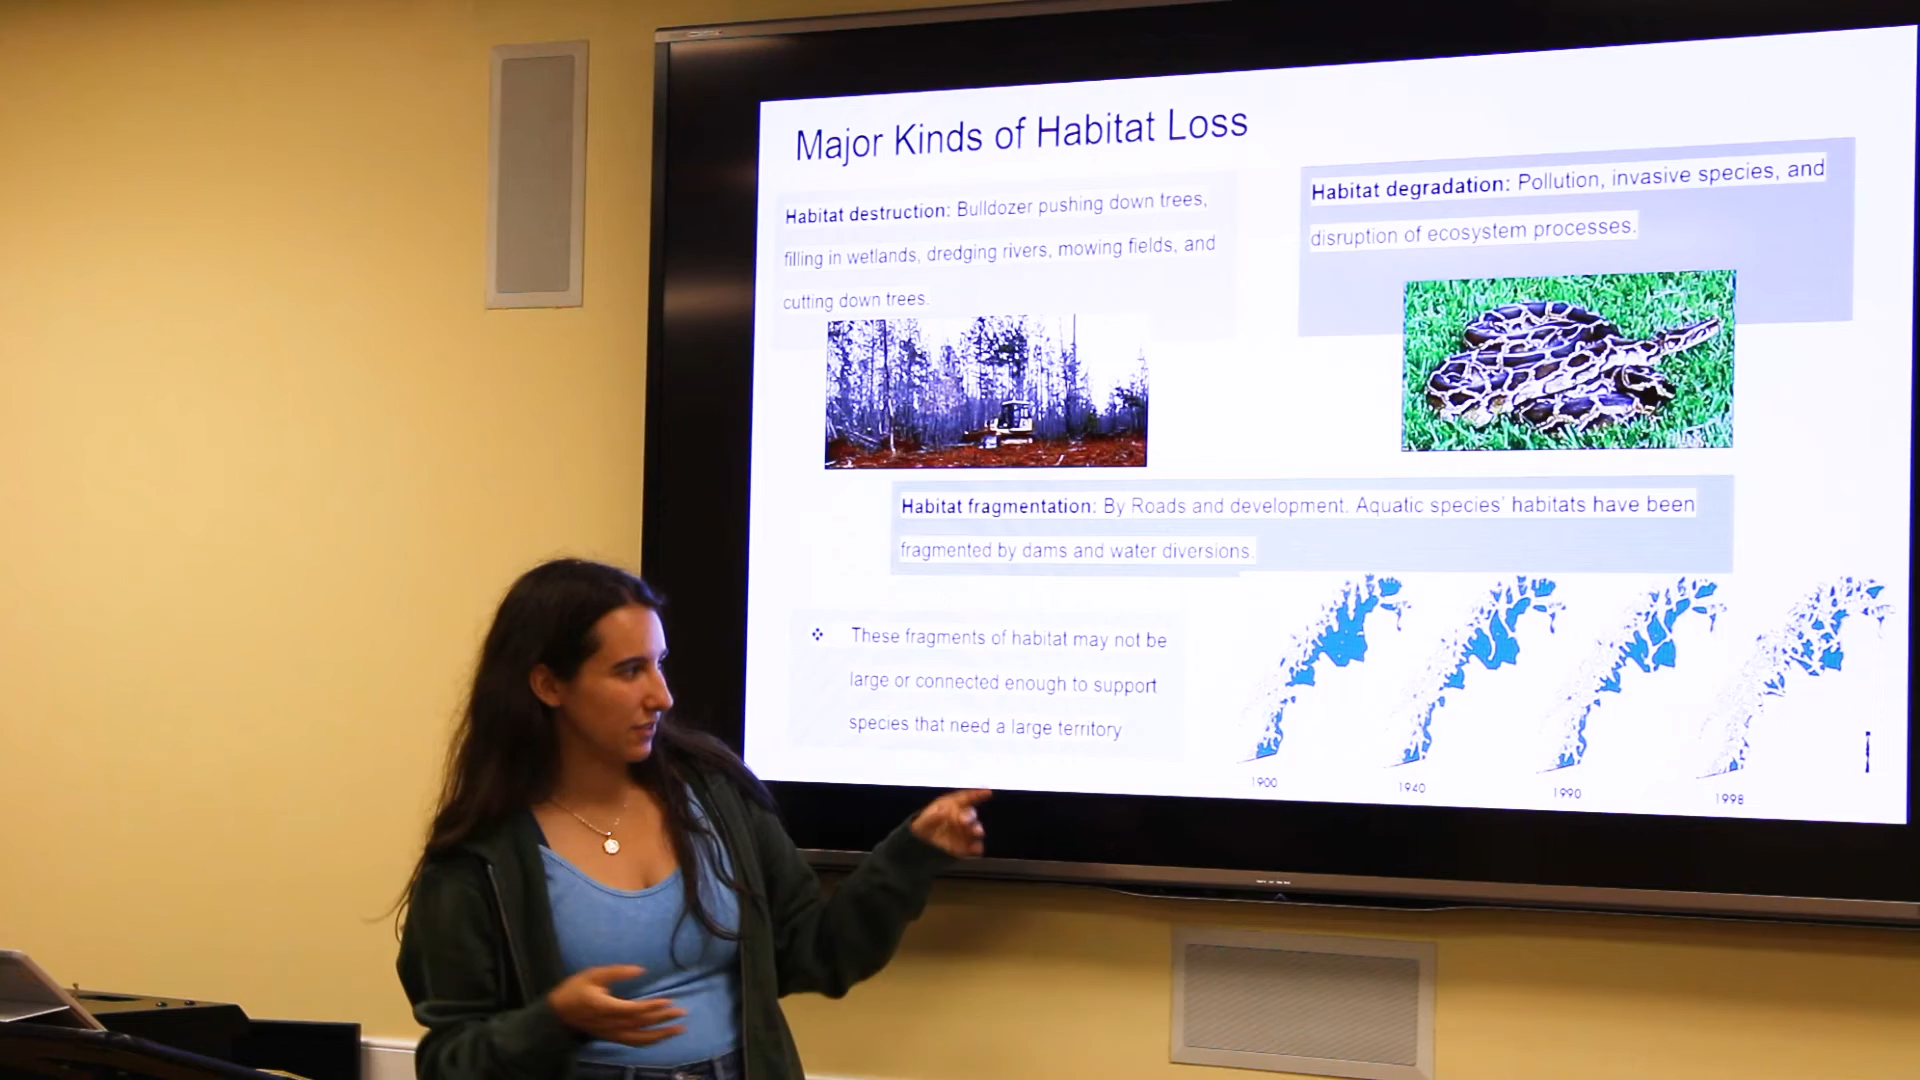 Major Kinds of Habitat Loss
Habitat destruction: Bulldozer pushing down trees,
filling in wetlands, dredging rivers, mowing fields, and
cutting down trees.
Habitat degradation: Pollution, invasive species, and
disruption of ecosystem processes.
Habitat fragmentation: By Roads and development. Aquatic species' habitats have been
fragmented by dams and water diversions.
❖ These fragments of habitat may not be
large or connected enough to support
species that need a large territory
1900
1940
1990
1998